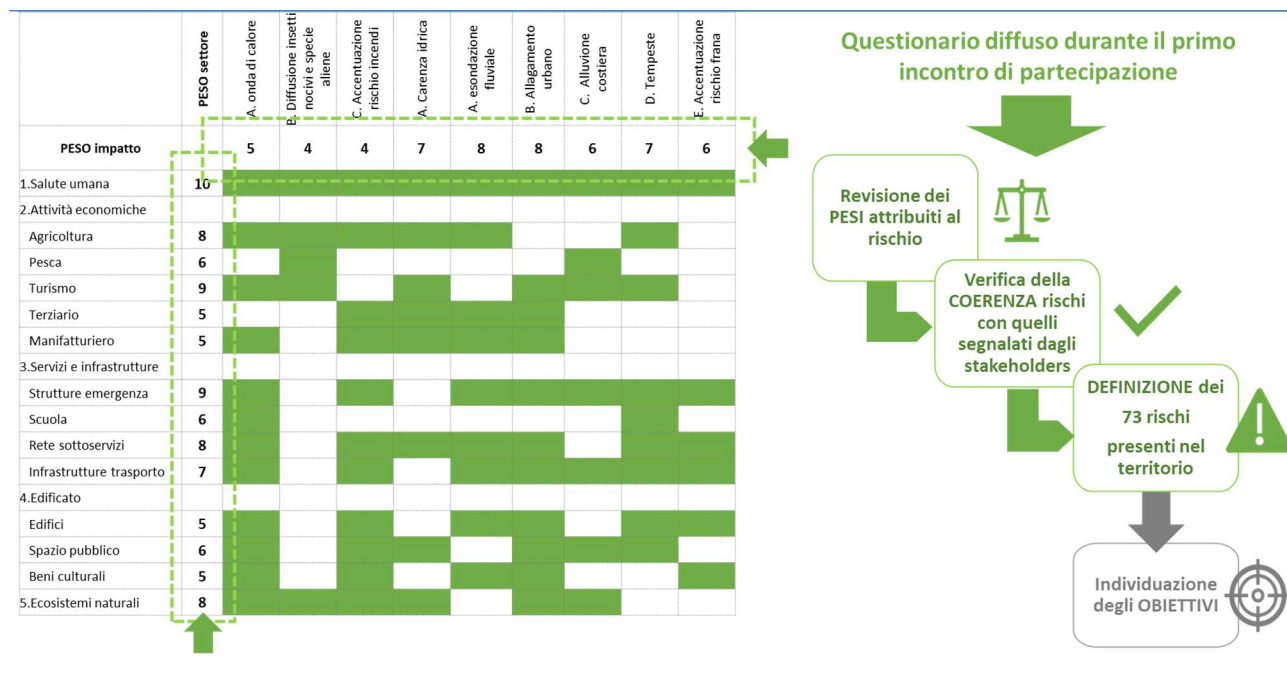 PESO settore
A. onda di calore
B. Diffusione insetti
nocivi e specie
aliene
C. Accentuazione
rischio incendi
A. Carenza idrica
A. esondazione
fluviale
B. Allagamento
urbano
C. Alluvione
costiera
D. Tempeste
E. Accentuazione
rischio frana
PESO impatto 5 4 4 7 8 8 6 7 6
1.Salute umana 10
2.Attività economiche
Agricoltura 8
Pesca 6
Turismo 9
Terziario 5
Manifatturiero 5
3.Servizi e infrastrutture
Strutture emergenza 9
Scuola 6
Rete sottoservizi 8
Infrastrutture trasporto 7
4.Edificato
Edifici 5
Spazio pubblico 6
Beni culturali 5
5.Ecosistemi naturali 8
Questionario diffuso durante il primo
incontro di partecipazione
Revisione dei
PESI attribuiti al
rischio
Verifica della
COERENZA rischi
con quelli
segnalati dagli
stakeholders
DEFINIZIONE dei
73 rischi
presenti nel
territorio
Individuazione
degli OBIETTIVI